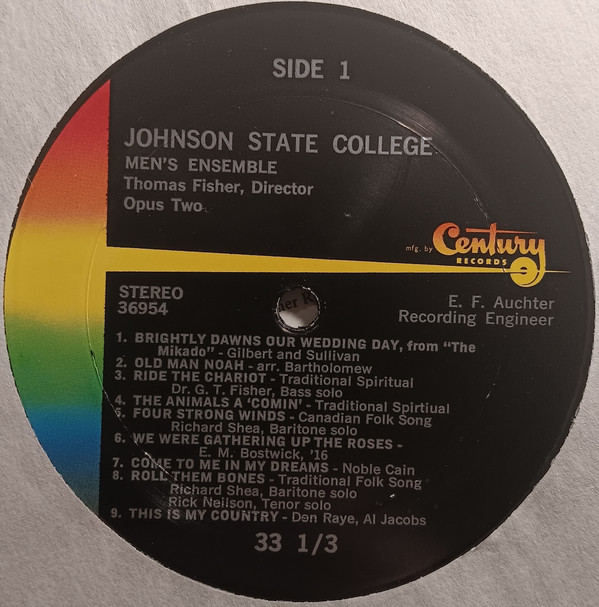 SIDE 1
JOHNSON STATE COLLEGE
MEN'S ENSEMBLE
Thomas Fisher, Director
Opus Two
mfg. by Century
RECORDS
STEREO
36954
E. F. Auchter
Recording Engineer
1. BRIGHTLY DAWNS OUR WEDDING DAY, from "The
Mikado" - Gilbert and Sullivan
2. OLD MAN NOAH - arr. Bartholomew
3. RIDE THE CHARIOT - Traditional Spiritual
Dr. G. T. Fisher, Bass solo
4. THE ANIMALS A 'COMIN' - Traditional Spirtiual
5. FOUR STRONG WINDS - Canadian Folk Song
Richard Shea, Baritone solo
6. WE WERE GATHERING UP THE ROSES -
E. M. Bostwick, '16
7. COME TO ME IN MY DREAMS - Noble Cain
8. ROLL THEM BONES - Traditional Folk Song
Richard Shea, Baritone solo
Rick Neilson, Tenor solo
9. THIS IS MY COUNTRY - Don Raye, Al Jacobs
33 1/3